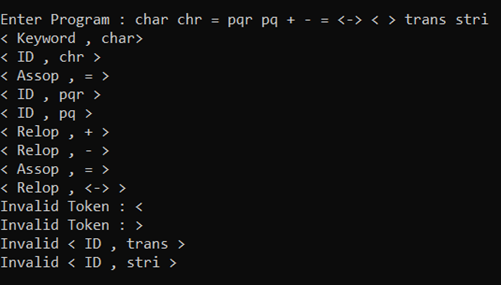 Enter Program : char chr = pqr pq + - = <-> < > trans stri
< Keyword , char>
< ID , chr >
< Assop , = >
< ID , pqr >
< ID , pq >
< Relop , + >
< Relop , - >
< Assop , = >
< Relop , <-> >
Invalid Token : <
Invalid Token : >
Invalid < ID , trans >
Invalid < ID , stri >